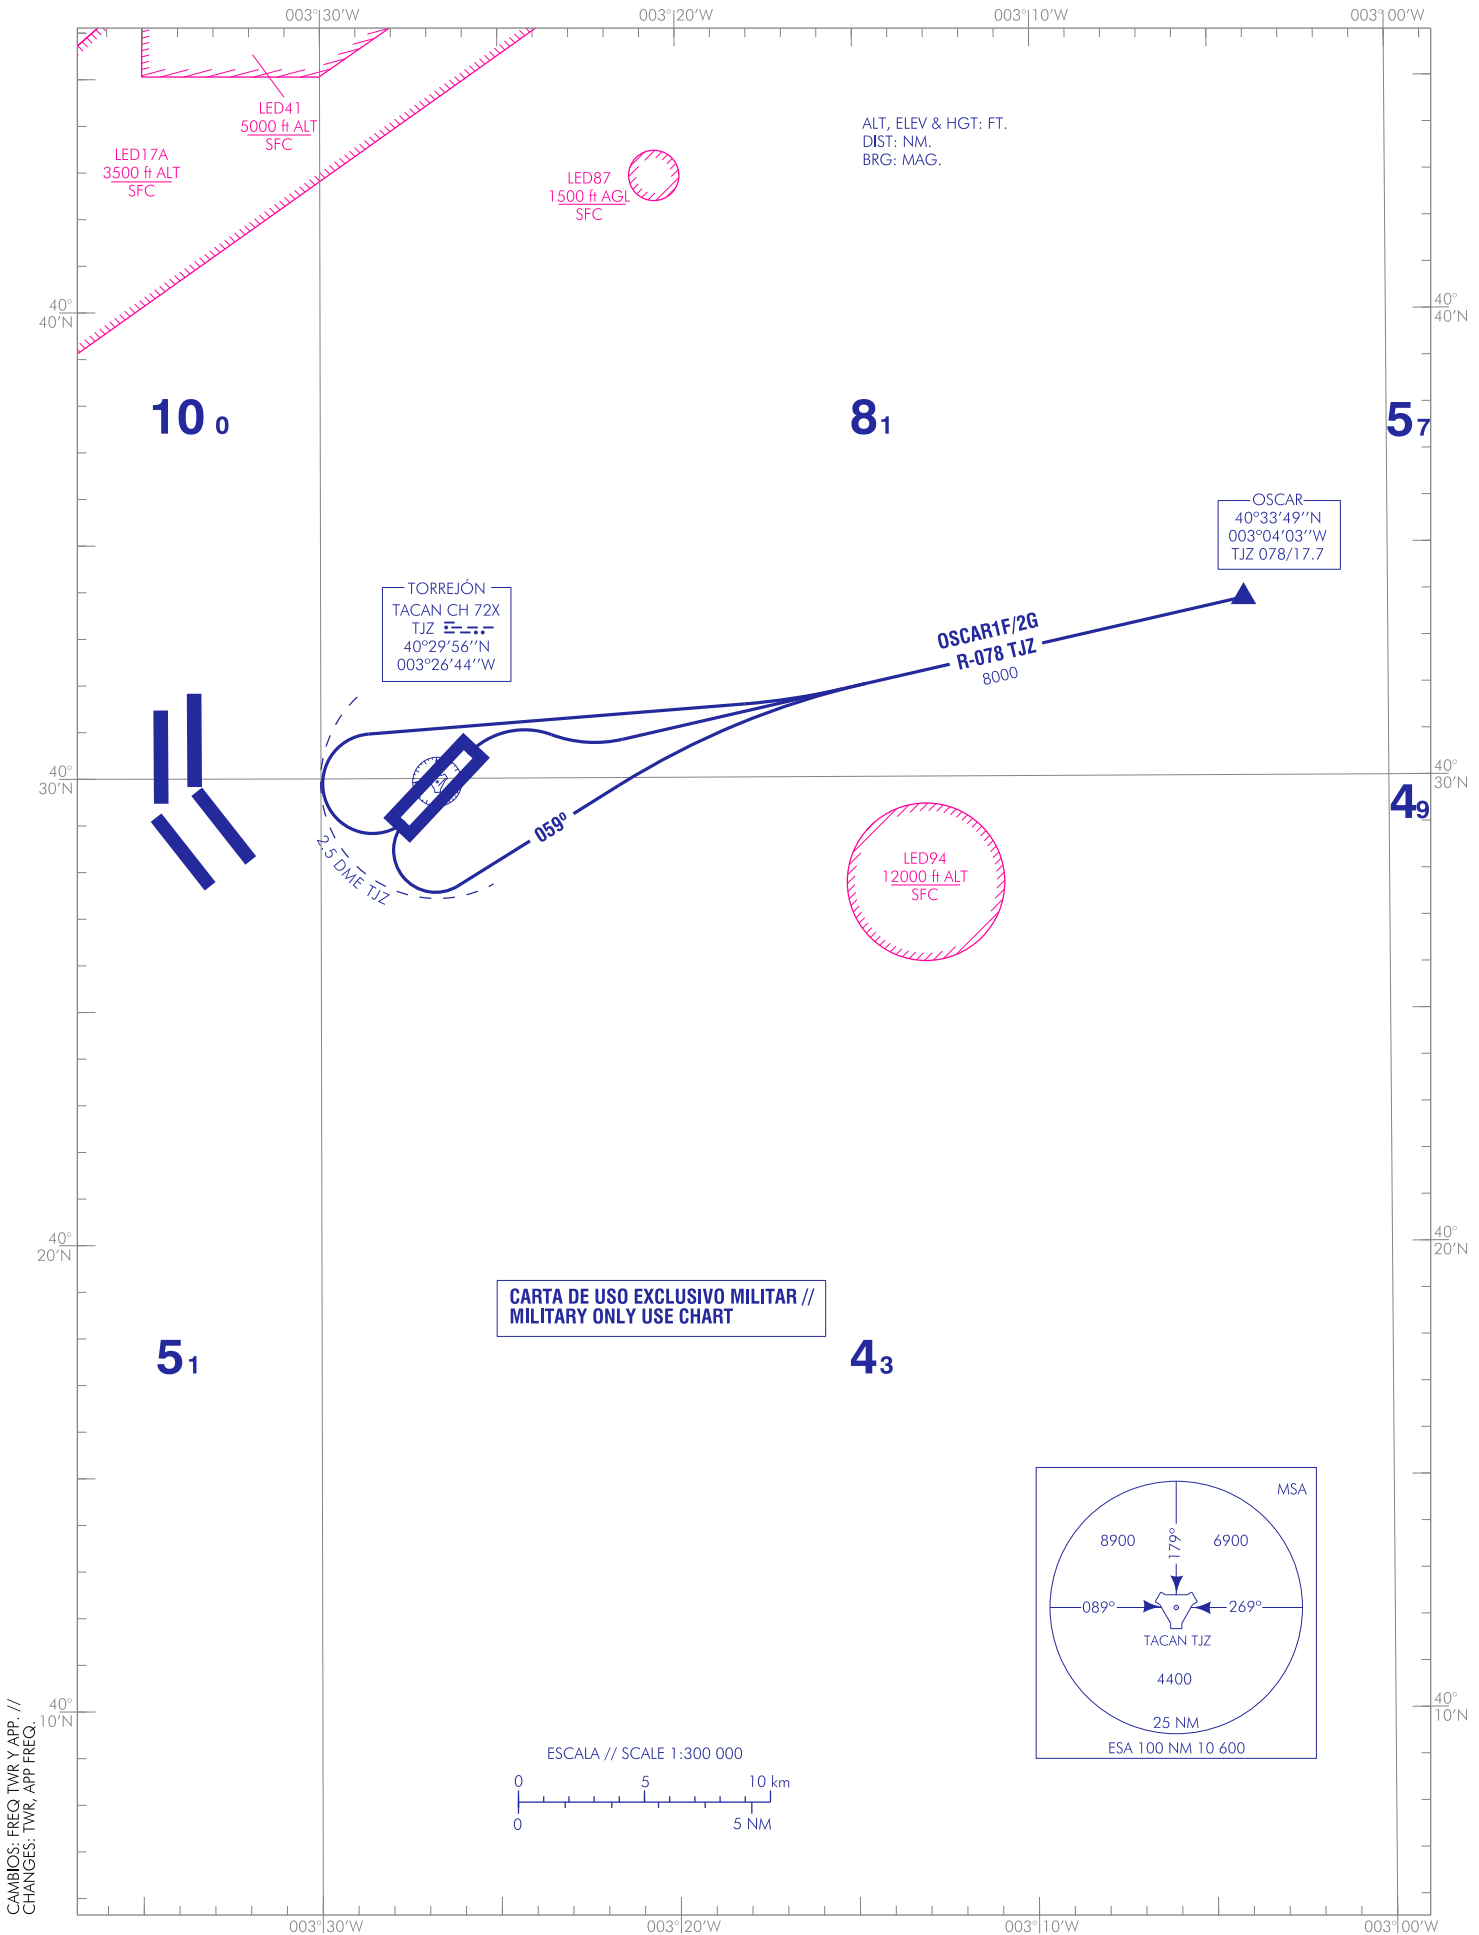 003°30'W
003°20'W
003°10'W
003°00'W
LED41
5000 ft ALT
SFC
LED17A
3500 ft ALT
SFC
LED87
1500 ft AGL
SFC
ALT, ELEV & HGT: FT.
DIST: NM.
BRG: MAG.
40°
40'N
40°
40'N
10 0
8 1
5 7
OSCAR
40°33'49''N
003°04'03''W
TJZ 078/17.7
TORREJÓN
TACAN CH 72X
TJZ
40°29'56''N
003°26'44''W
OSCAR1F/2G
R-078 TJZ
8000
40°
30'N
40°
30'N
4 9
059º
2.5 DME TJZ
LED94
12000 ft ALT
SFC
40°
20'N
40°
20'N
CARTA DE USO EXCLUSIVO MILITAR //
MILITARY ONLY USE CHART
5 1
4 3
MSA
8900
179°
6900
089°
269°
TACAN TJZ
4400
25 NM
ESA 100 NM 10 600
40°
10'N
40°
10'N
ESCALA // SCALE 1:300 000
0 5 10 km
0 5 NM
CAMBIOS: FREQ TWR Y APP. //
CHANGES: TWR, APP FREQ.
003°30'W
003°20'W
003°10'W
003°00'W